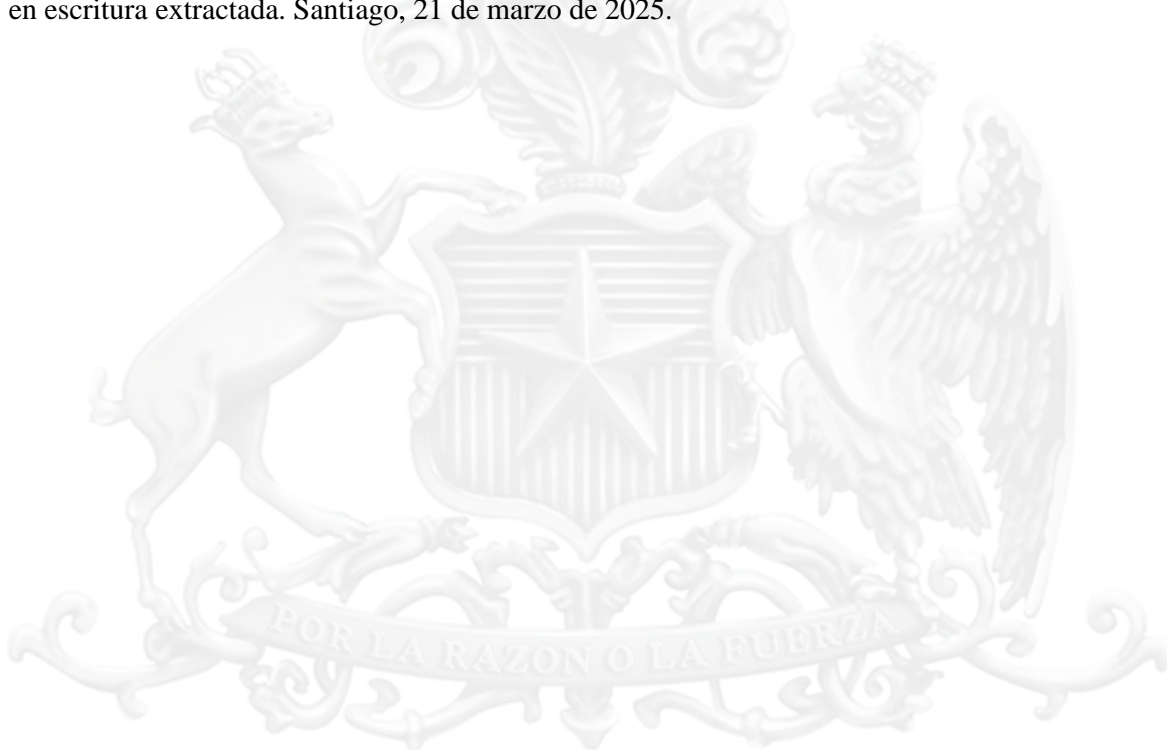 en escritura extractada. Santiago, 21 de marzo de 2025.
POR LA RAZON O LA FUERZA